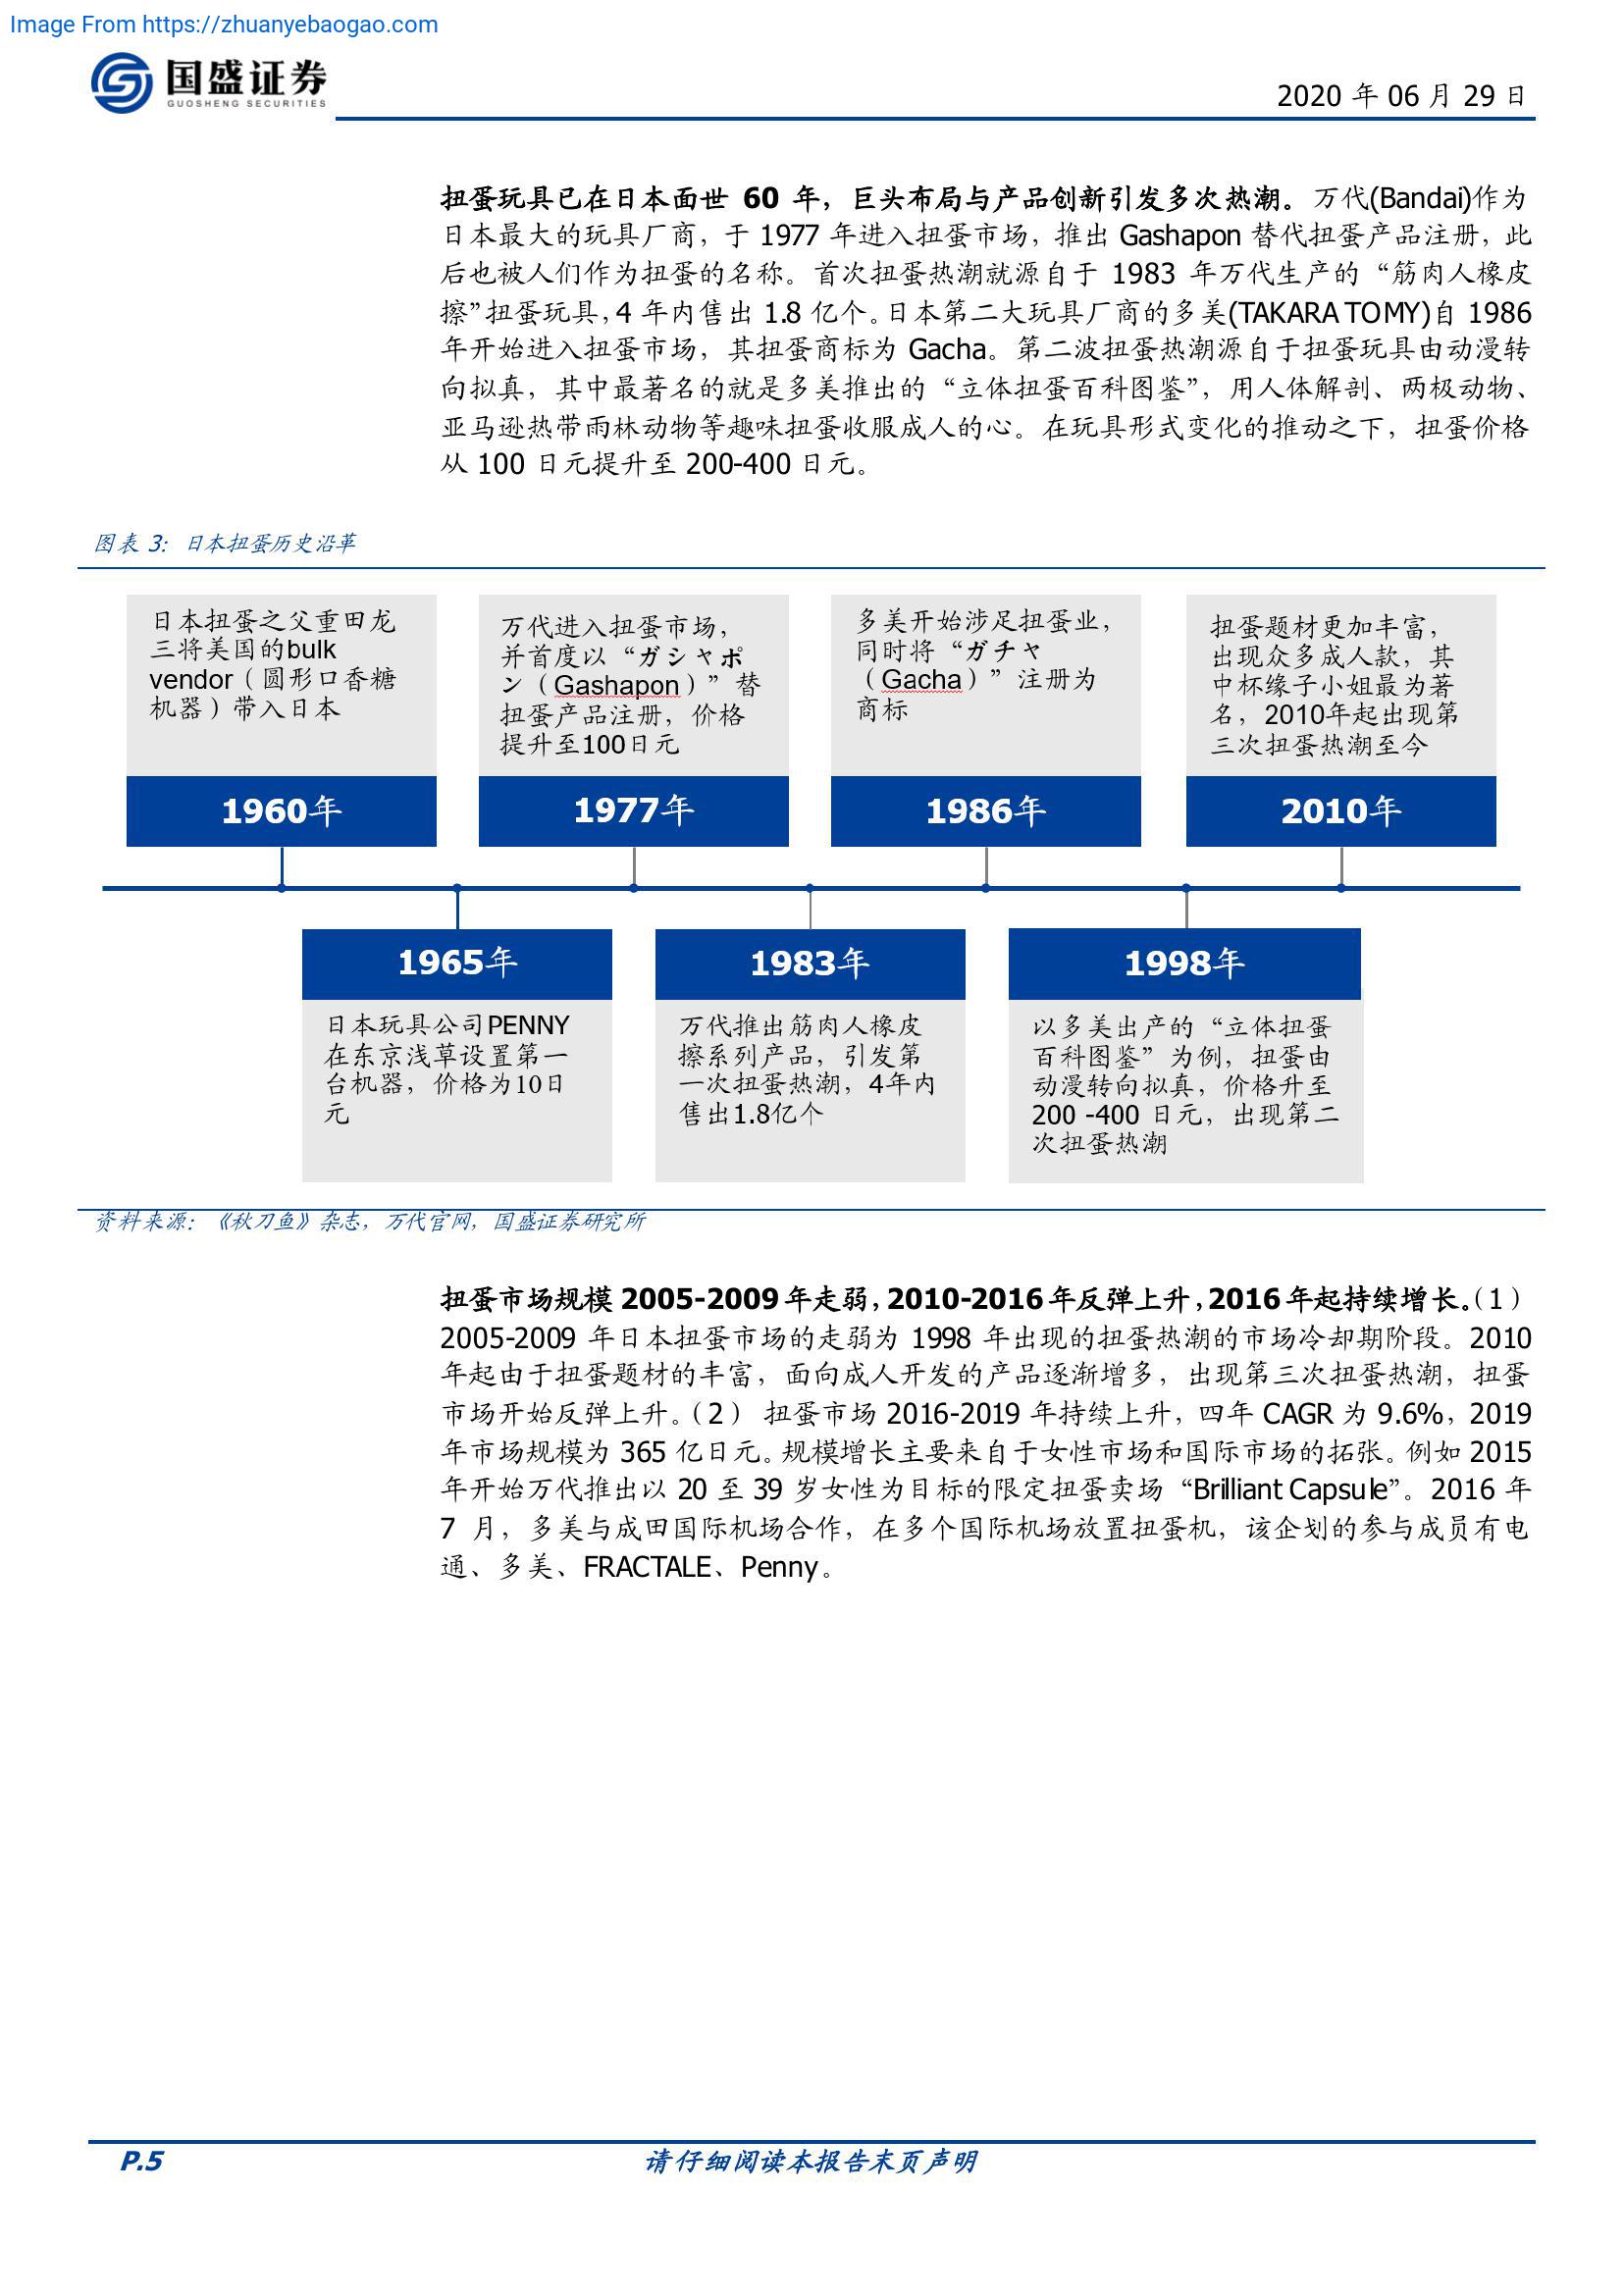 Image From https://zhuanyebaogao.com
国盛证券
GUOSHENG SECURITIES
2020 年 06 月 29 日
扭蛋玩具已在日本面世 60 年，巨头布局与产品创新引发多次热潮。万代(Bandai)作为
日本最大的玩具厂商，于 1977 年进入扭蛋市场，推出 Gashapon 替代扭蛋产品注册，此
后也被人们作为扭蛋的名称。首次扭蛋热潮就源自于 1983 年万代生产的“筋肉人橡皮
擦”扭蛋玩具，4 年内售出 1.8 亿个。日本第二大玩具厂商的多美(TAKARA TOMY)自 1986
年开始进入扭蛋市场，其扭蛋商标为 Gacha。第二波扭蛋热潮源自于扭蛋玩具由动漫转
向拟真，其中最著名的就是多美推出的“立体扭蛋百科图鉴”，用人体解剖、两极动物、
亚马逊热带雨林动物等趣味扭蛋收服成人的心。在玩具形式变化的推动之下，扭蛋价格
从 100 日元提升至 200-400 日元。
图表 3：日本扭蛋历史沿革
日本扭蛋之父重田龙
三将美国的bulk
vendor（圆形口香糖
机器）带入日本
1960年
万代进入扭蛋市场，
并首度以“ガシャポ
ン（Gashapon）”替
扭蛋产品注册，价格
提升至100日元
1977年
多美开始涉足扭蛋业，
同时将“ガチャ
（Gacha）”注册为
商标
1986年
扭蛋题材更加丰富，
出现众多成人款，其
中杯缘子小姐最为著
名，2010年起出现第
三次扭蛋热潮至今
2010年
1965年
日本玩具公司PENNY
在东京浅草设置第一
台机器，价格为10日
元
1983年
万代推出筋肉人橡皮
擦系列产品，引发第
一次扭蛋热潮，4年内
售出1.8亿个
1998年
以多美出产的“立体扭蛋
百科图鉴”为例，扭蛋由
动漫转向拟真，价格升至
200 -400 日元，出现第二
次扭蛋热潮
资料来源：《秋刀鱼》杂志，万代官网，国盛证券研究所
扭蛋市场规模 2005-2009 年走弱，2010-2016 年反弹上升，2016 年起持续增长。（1）
2005-2009 年日本扭蛋市场的走弱为 1998 年出现的扭蛋热潮的市场冷却期阶段。2010
年起由于扭蛋题材的丰富，面向成人开发的产品逐渐增多，出现第三次扭蛋热潮，扭蛋
市场开始反弹上升。（2） 扭蛋市场 2016-2019 年持续上升，四年 CAGR 为 9.6%，2019
年市场规模为 365 亿日元。规模增长主要来自于女性市场和国际市场的拓张。例如 2015
年开始万代推出以 20 至 39 岁女性为目标的限定扭蛋卖场“Brilliant Capsule”。2016 年
7 月，多美与成田国际机场合作，在多个国际机场放置扭蛋机，该企划的参与成员有电
通、多美、FRACTALE、Penny。
P.5
请仔细阅读本报告末页声明